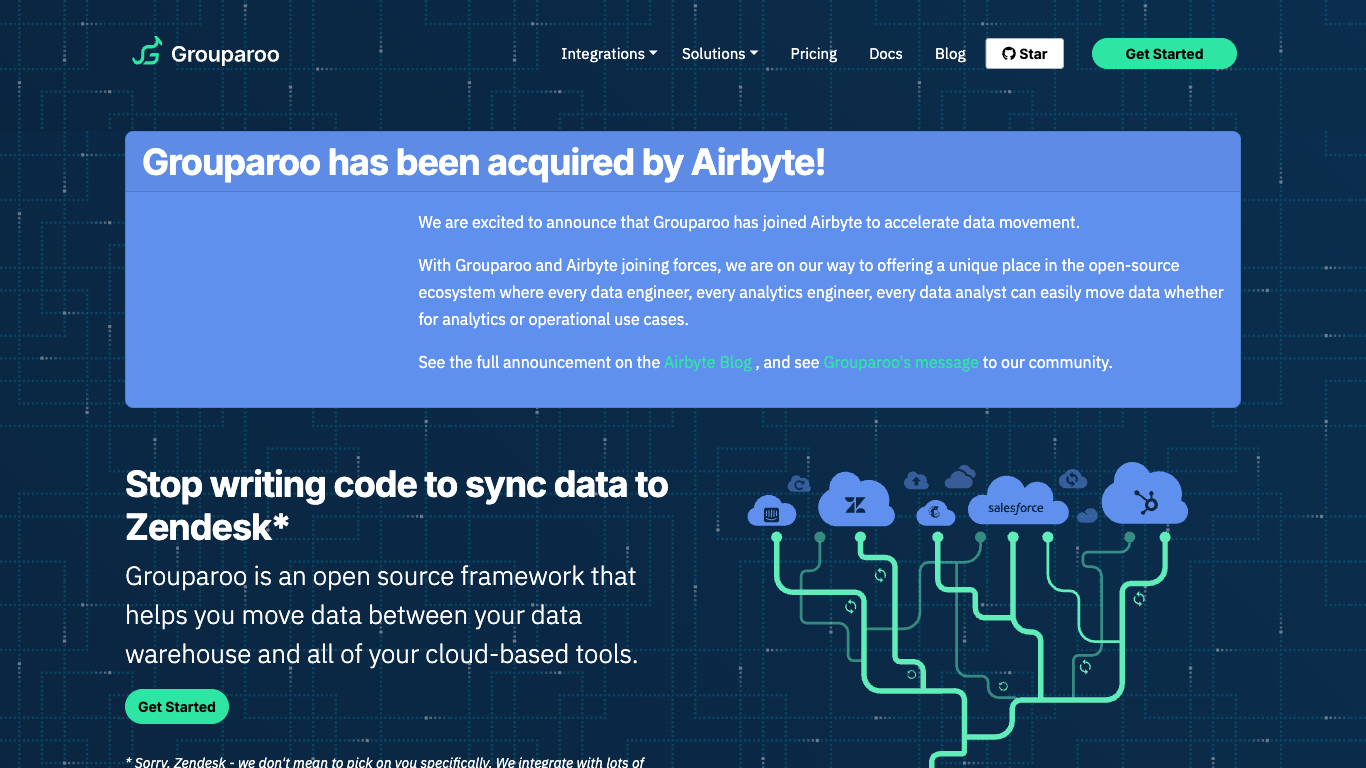 Grouparoo
Integrations
Solutions
Pricing
Docs
Blog
Star
Get Started
Grouparoo has been acquired by Airbyte!
We are excited to announce that Grouparoo has joined Airbyte to accelerate data movement.
With Grouparoo and Airbyte joining forces, we are on our way to offering a unique place in the open-source
ecosystem where every data engineer, every analytics engineer, every data analyst can easily move data whether
for analytics or operational use cases.
See the full announcement on the Airbyte Blog , and see Grouparoo's message to our community.
Stop writing code to sync data to
Zendesk*
Grouparoo is an open source framework that
helps you move data between your data
warehouse and all of your cloud-based tools.
Get Started
* Sorry, Zendesk - we don't mean to pick on you specifically. We integrate with lots of
salesforce